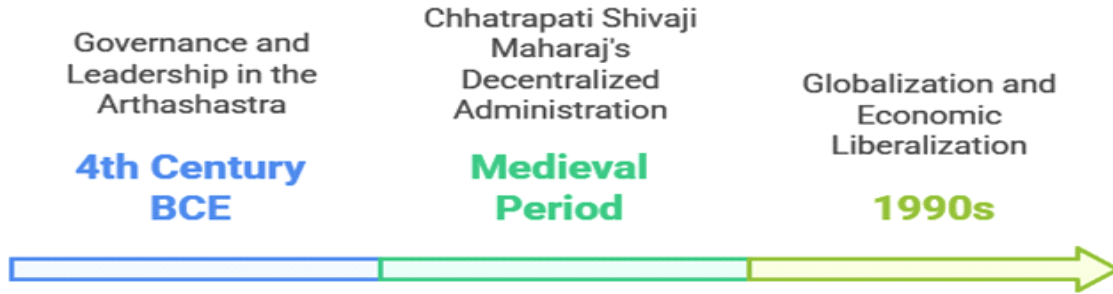 Governance and
Leadership in the
Arthashastra
4th Century
BCE
Chhatrapati Shivaji
Maharaj's
Decentralized
Administration
Medieval
Period
Globalization and
Economic
Liberalization
1990s